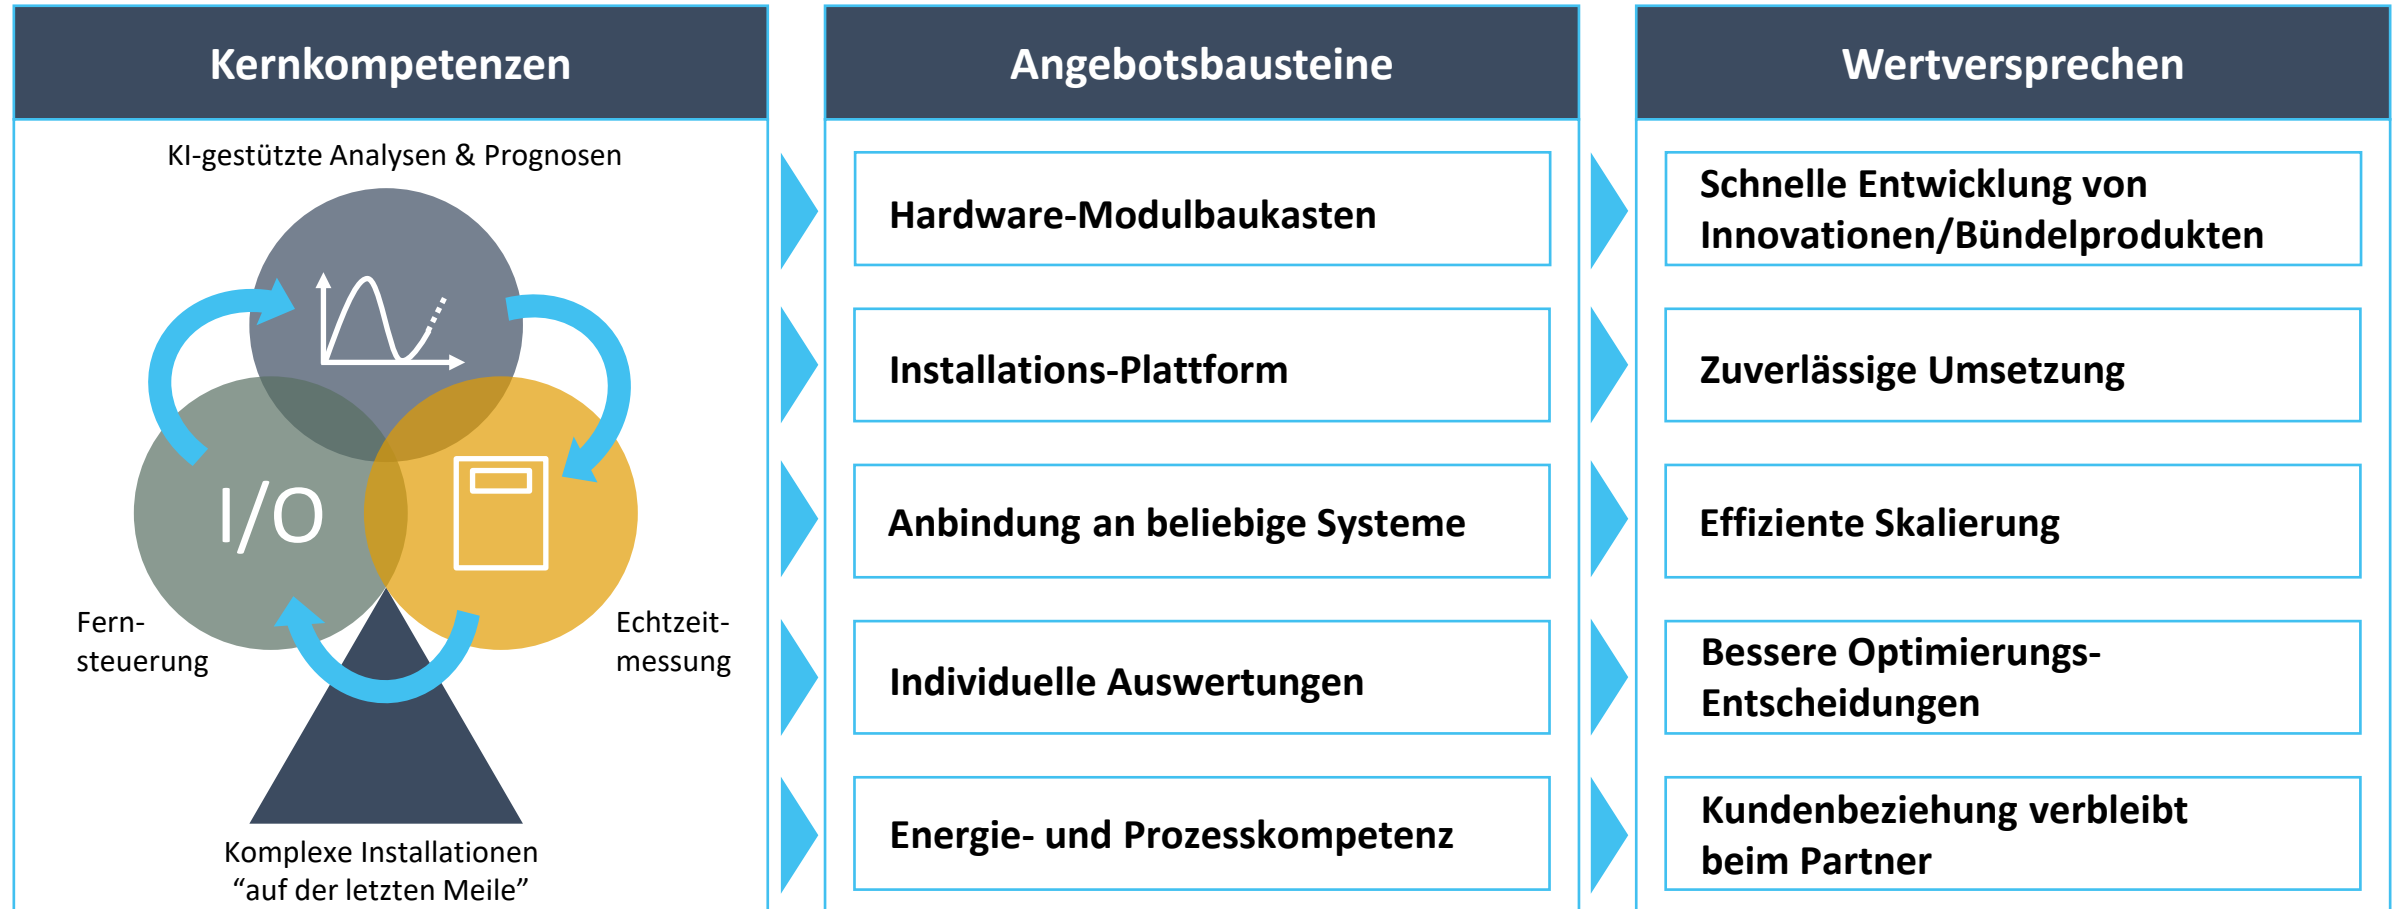 Kernkompetenzen
KI-gestützte Analysen & Prognosen
I/O
Fern-
steuerung
Echtzeit-
messung
Komplexe Installationen
“auf der letzten Meile”
Angebotsbausteine
Hardware-Modulbaukasten
Installations-Plattform
Anbindung an beliebige Systeme
Individuelle Auswertungen
Energie- und Prozesskompetenz
Wertversprechen
Schnelle Entwicklung von
Innovationen/Bündelprodukten
Zuverlässige Umsetzung
Effiziente Skalierung
Bessere Optimierungs-
Entscheidungen
Kundenbeziehung verbleibt
beim Partner